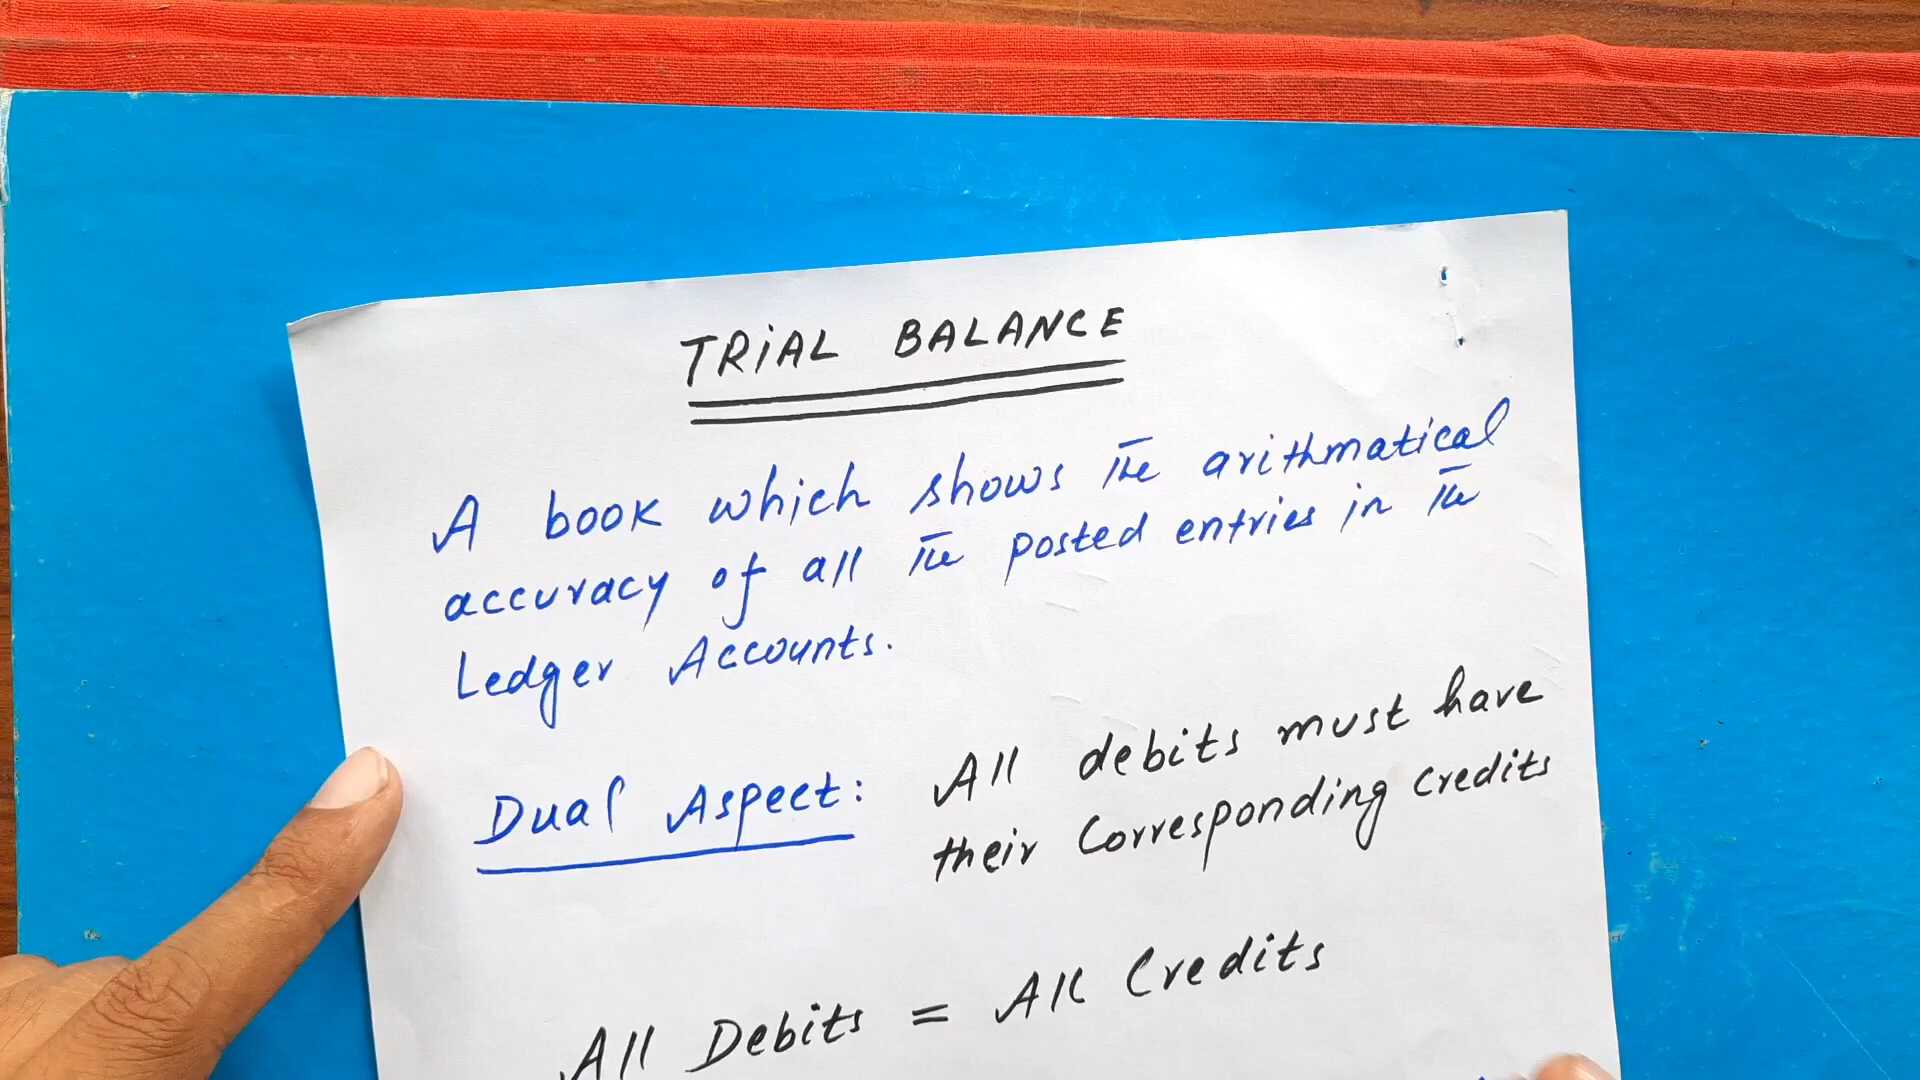 TRIAL BALANCE
A book which shows the arithmatical
accuracy of all the posted entries in the
Ledger Accounts.
Dual Aspect: All debits must have
their Corresponding Credits
All Debits = All Credits